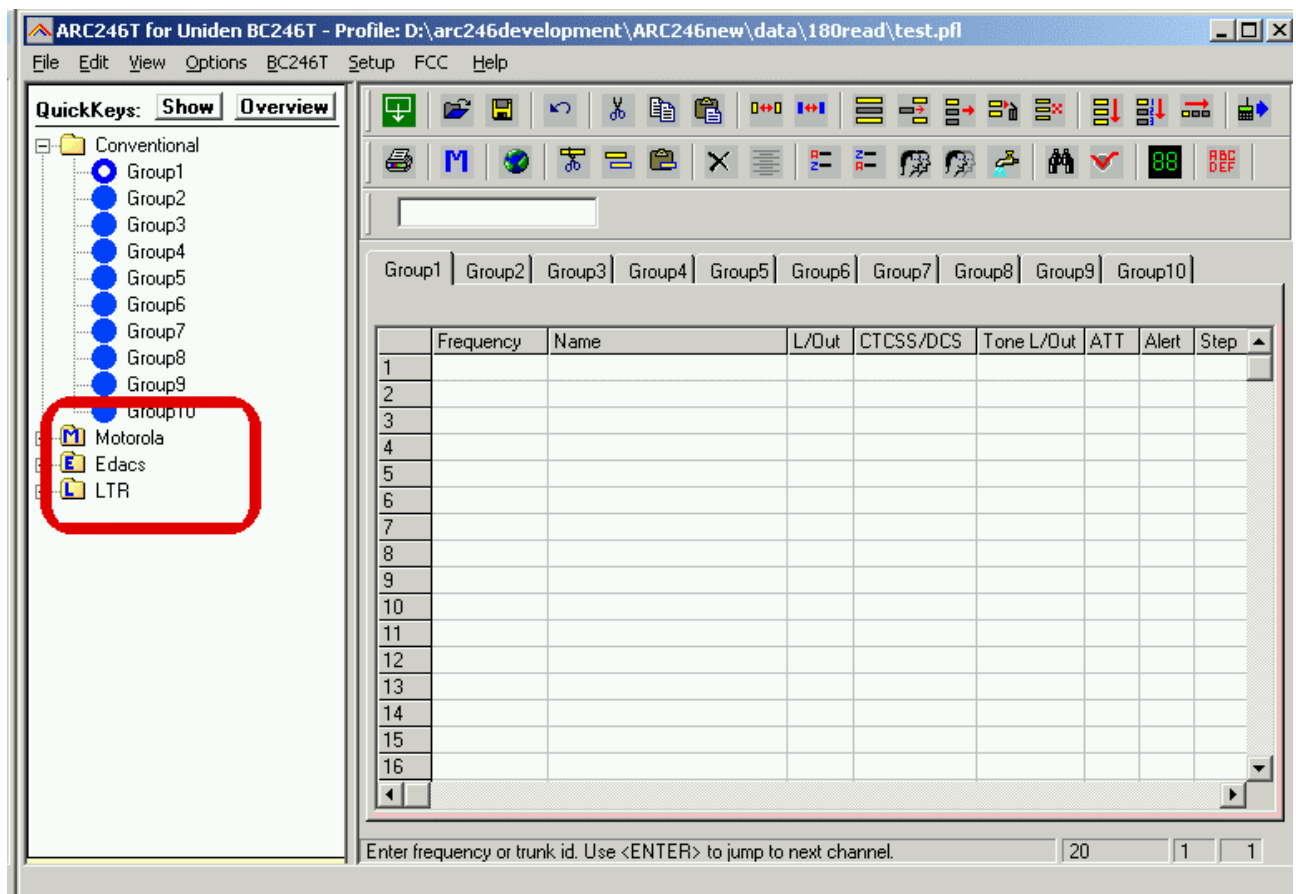 ARC246T for Uniden BC246T - Profile: D:\arc246development\ARC246new\data\180read\test.pfl
File Edit View Options BC246T Setup FCC Help
QuickKeys: Show Overview
Conventional
Group1
Group2
Group3
Group4
Group5
Group6
Group7
Group8
Group9
Group10
M Motorola
E Edacs
L LTR
M 88 ABC
DEF
Group1 Group2 Group3 Group4 Group5 Group6 Group7 Group8 Group9 Group10
Frequency Name L/Out CTCSS/DCS Tone L/Out ATT Alert Step
1
2
3
4
5
6
7
8
9
10
11
12
13
14
15
16
Enter frequency or trunk id. Use <ENTER> to jump to next channel. 20 1 1